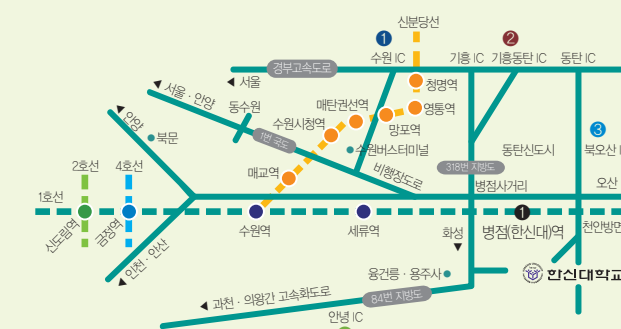 신분당선
1
2
수원 IC
기흥 IC
기흥동탄 IC
동탄 IC
경부고속도로
서울
청명역
서울 · 안양
동수원
매탄권선역
영통역
안양
수원시청역
망포역
3
북문
1번 국도
수원버스터미널
동탄신도시
북오산 I
2호선
4호선
매교역
비행장도로
318번 지방도
병점사거리
오산
1호선
신도림역
금정역
수원역
세류역
화성
1
병점(한신대)역
천안방면
인천 · 안산
융건릉 · 용주사
한신대학교
과천 · 의왕간 고속화도로
84번 지방도
안녕 IC